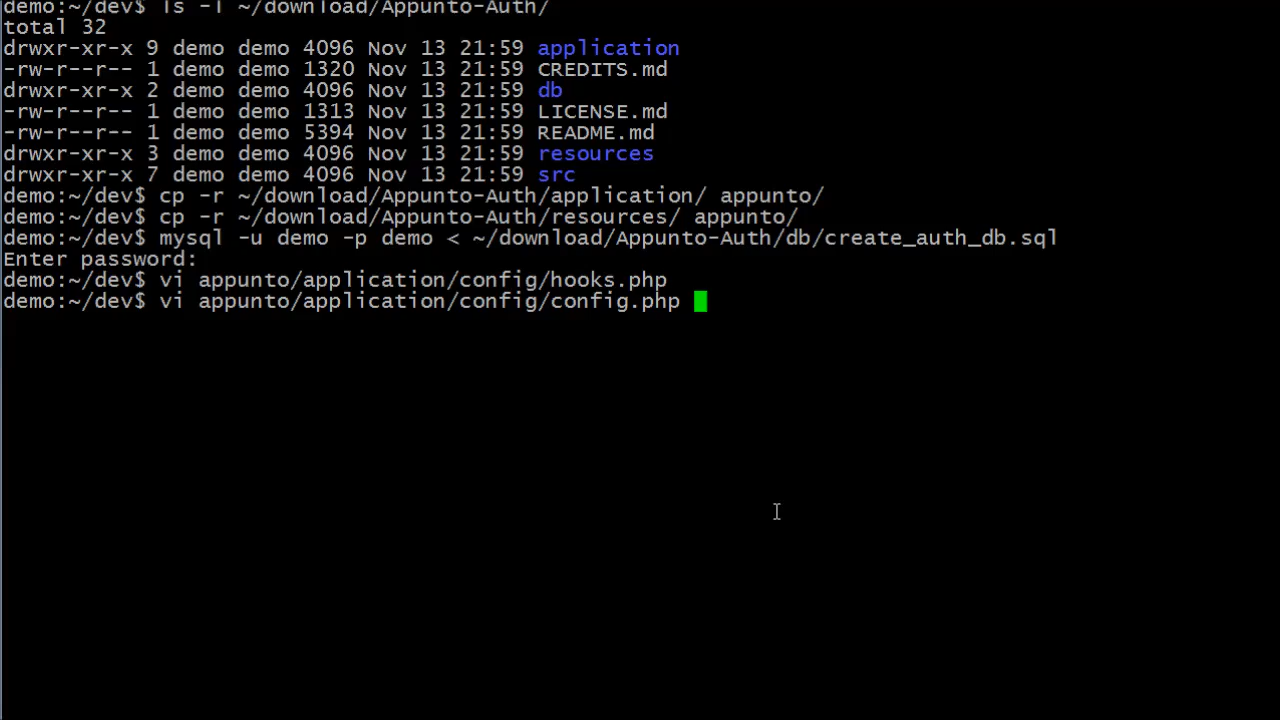 demo:~/dev$ ls -l ~/download/Appunto-Auth/
total 32
drwxr-xr-x 9 demo demo 4096 Nov 13 21:59 application
-rw-r--r-- 1 demo demo 1320 Nov 13 21:59 CREDITS.md
drwxr-xr-x 2 demo demo 4096 Nov 13 21:59 db
-rw-r--r-- 1 demo demo 1313 Nov 13 21:59 LICENSE.md
-rw-r--r-- 1 demo demo 5394 Nov 13 21:59 README.md
drwxr-xr-x 3 demo demo 4096 Nov 13 21:59 resources
drwxr-xr-x 7 demo demo 4096 Nov 13 21:59 src
demo:~/dev$ cp -r ~/download/Appunto-Auth/application/ appunto/
demo:~/dev$ cp -r ~/download/Appunto-Auth/resources/ appunto/
demo:~/dev$ mysql -u demo -p demo < ~/download/Appunto-Auth/db/create_auth_db.sql
Enter password:
demo:~/dev$ vi appunto/application/config/hooks.php
demo:~/dev$ vi appunto/application/config/config.php